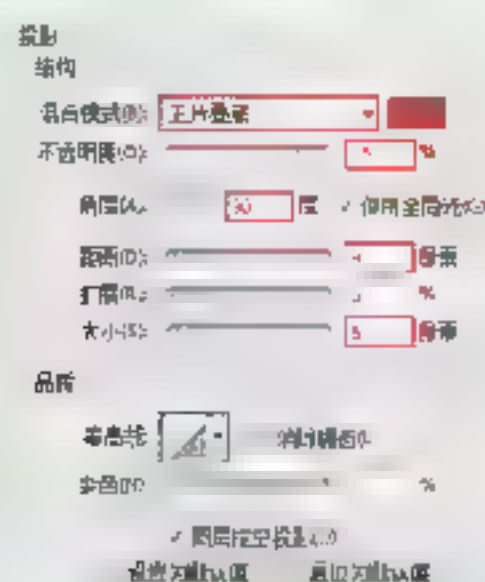 投影
结构
混合模式(B): 正片叠底
不透明度(O): %
角度(A): 90 度 ✓ 使用全局光(G)
距离(D): 像素
扩展(R): %
大小(S): 5 像素
品质
等高线: 消除锯齿(L)
杂色(N): %
✓ 图层挖空投影(U)
设置为默认值 复位为默认值